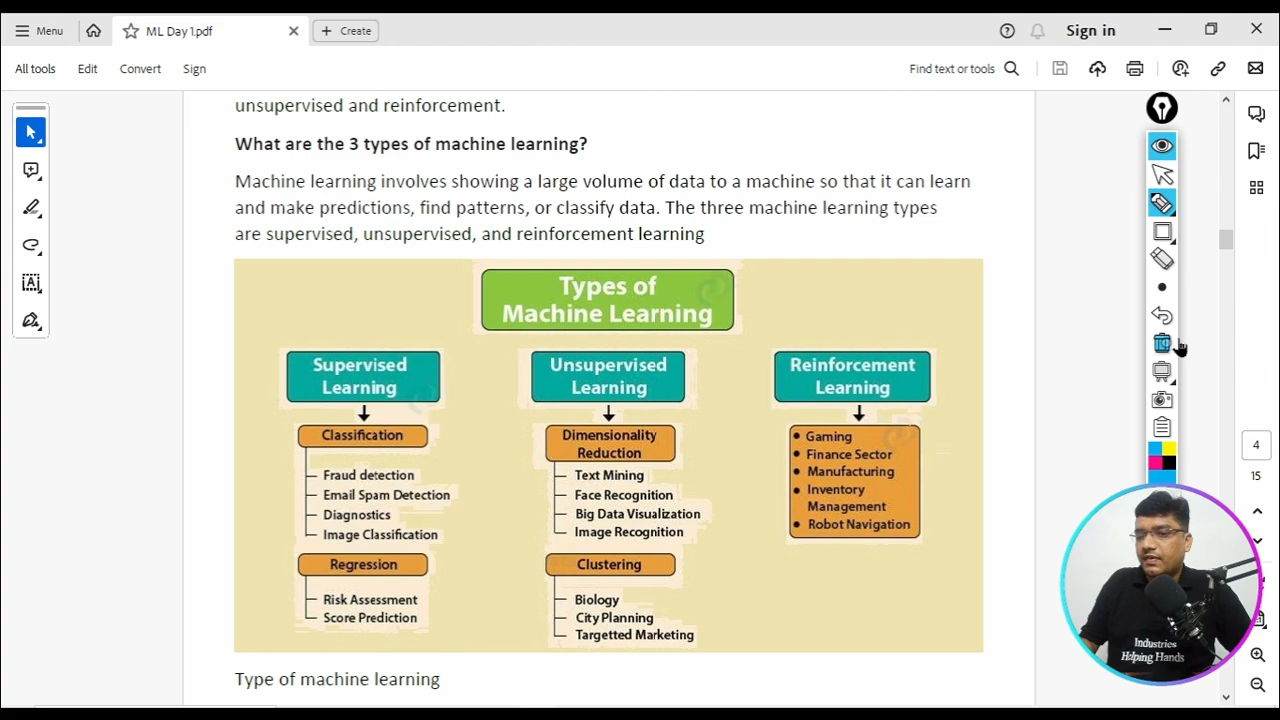 Menu
ML Day 1.pdf
Create
Sign in
All tools
Edit
Convert
Sign
Find text or tools
unsupervised and reinforcement.
What are the 3 types of machine learning?
Machine learning involves showing a large volume of data to a machine so that it can learn
and make predictions, find patterns, or classify data. The three machine learning types
are supervised, unsupervised, and reinforcement learning
Types of
Machine Learning
Supervised
Learning
Classification
Fraud detection
Email Spam Detection
Diagnostics
Image Classification
Regression
Risk Assessment
Score Prediction
Unsupervised
Learning
Dimensionality
Reduction
Text Mining
Face Recognition
Big Data Visualization
Image Recognition
Clustering
Biology
City Planning
Targetted Marketing
Reinforcement
Learning
• Gaming
• Finance Sector
• Manufacturing
• Inventory
Management
• Robot Navigation
Type of machine learning
4
15
Industries
Helping Hands